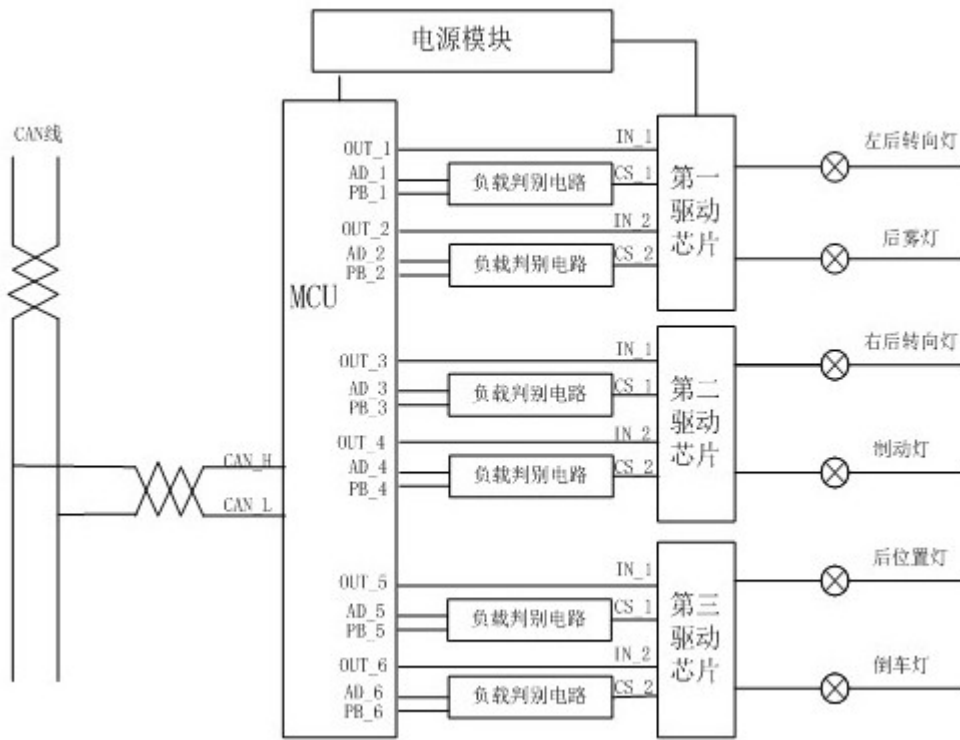 电源模块
CAN线
MCU
CAN_H
CAN_L
OUT_1
AD_1
PB_1
OUT_2
AD_2
PB_2
OUT_3
AD_3
PB_3
OUT_4
AD_4
PB_4
OUT_5
AD_5
PB_5
OUT_6
AD_6
PB_6
负载判别电路
负载判别电路
负载判别电路
负载判别电路
负载判别电路
负载判别电路
IN_1
CS_1
IN_2
CS_2
IN_1
CS_1
IN_2
CS_2
IN_1
CS_1
IN_2
CS_2
第一
驱动
芯片
第二
驱动
芯片
第三
驱动
芯片
左后转向灯
后雾灯
右后转向灯
制动灯
后位置灯
倒车灯